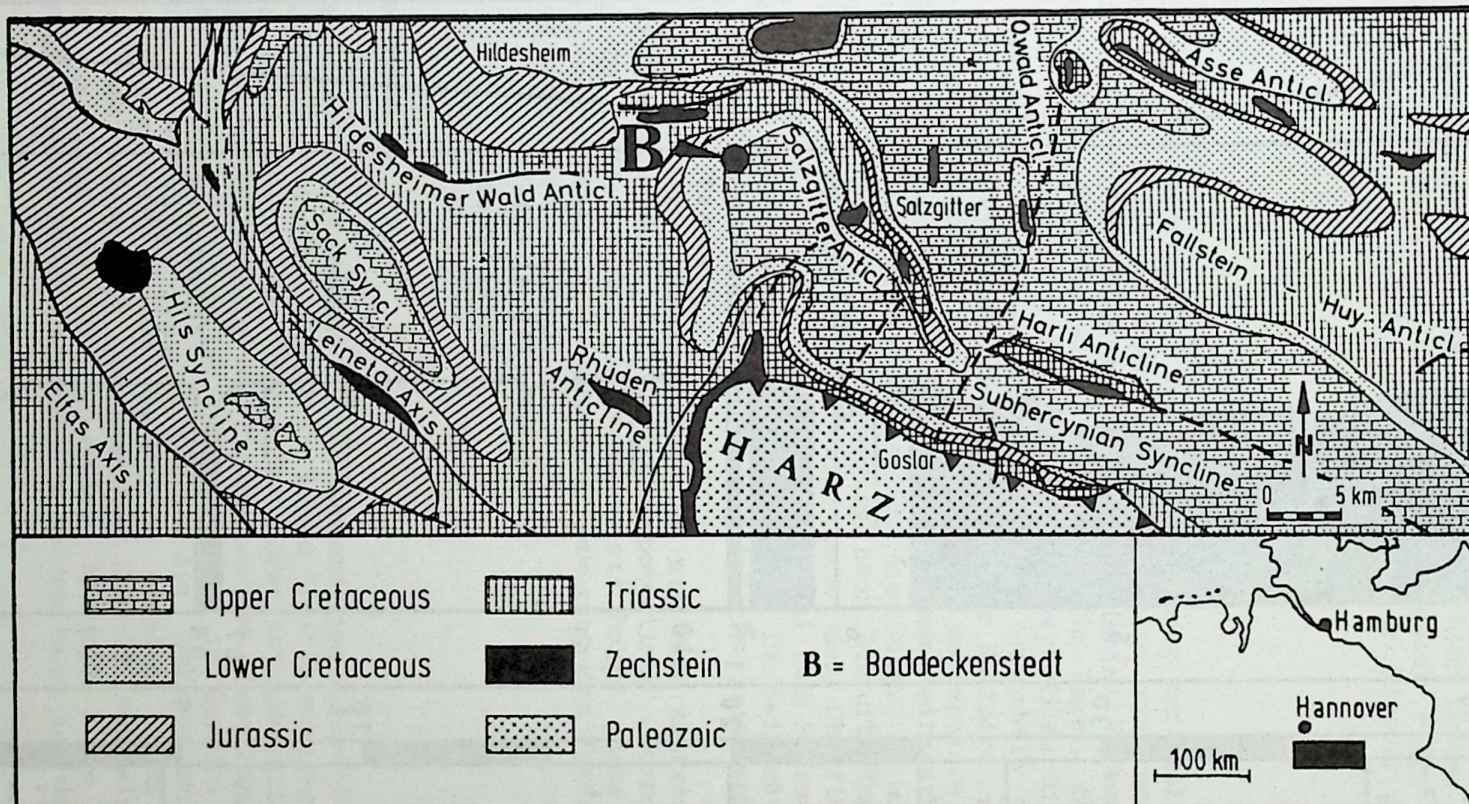 Hildesheim
Asse Anticl.
Owald Anticl.
Hildesheimer Wald Anticl.
B
Salzgitter Anticl.
Salzgitter
Sack Syncl.
Fallstein - Huy- Anticl.
Hils Syncline
Leinetal Axis
Rhüden
Anticline
Harli Anticline
Elfas Axis
Subhercynian Syncline
HARZ
Goslar
N
0 5 km
Upper Cretaceous
Triassic
Lower Cretaceous
Zechstein
B = Baddeckenstedt
Jurassic
Paleozoic
Hamburg
Hannover
100 km